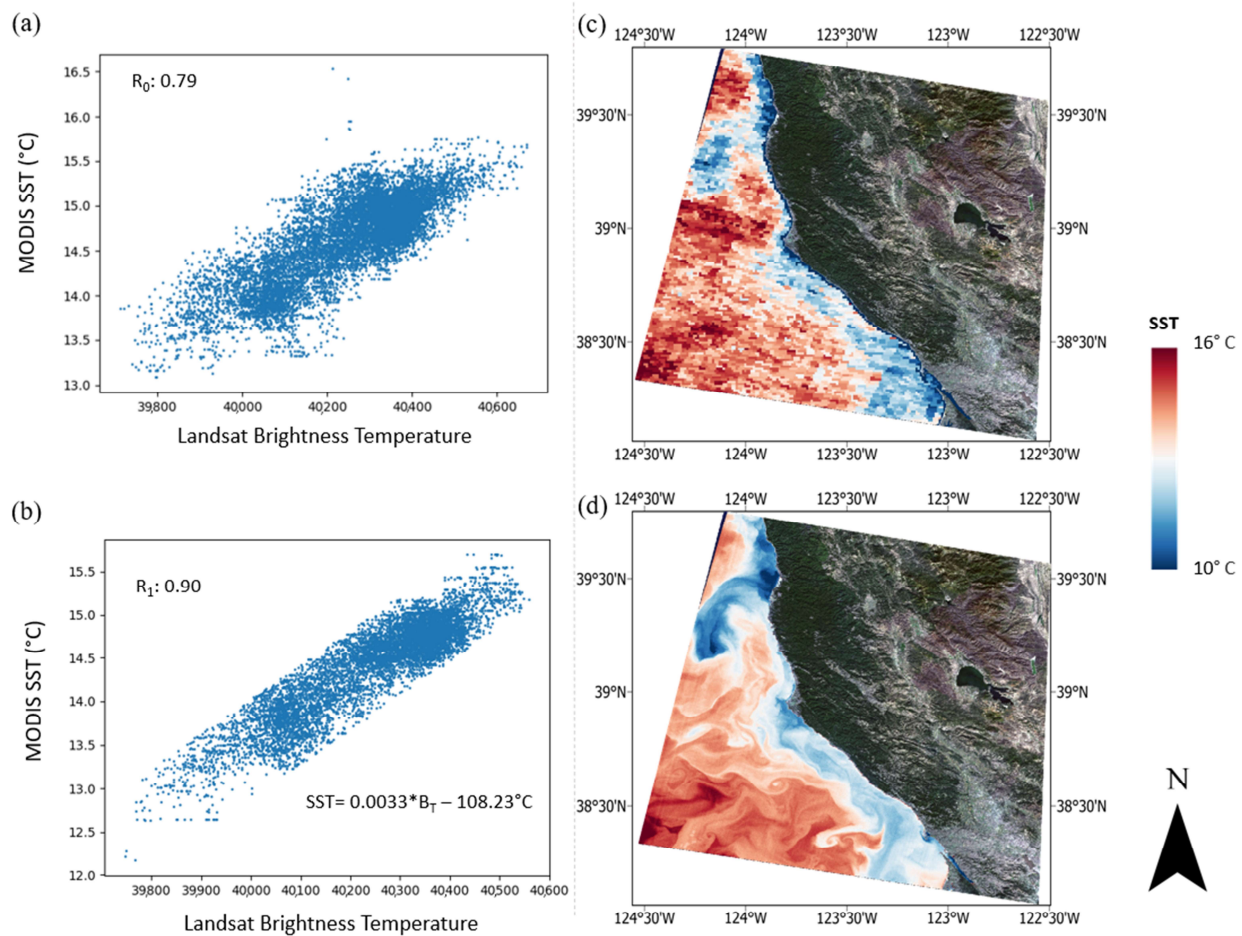 (a)
R0: 0.79
MODIS SST (°C)
16.5
16.0
15.5
15.0
14.5
14.0
13.5
13.0
39800 40,000 40,200 40,400 40,600
Landsat Brightness Temperature
(b)
R1: 0.90
SST= 0.0033*BT – 108.23°C
MODIS SST (°C)
15.5
15.0
14.5
14.0
13.5
13.0
12.5
12.0
39800 39,900 40,000 40,100 40,200 40,300 40,400 40,500 40,600
Landsat Brightness Temperature
(c)
124°30'W 124°W 123°30'W 123°W 122°30'W
39°30'N 39°30'N
39°N 39°N
38°30'N 38°30'N
124°30'W 124°W 123°30'W 123°W 122°30'W
(d)
124°30'W 124°W 123°30'W 123°W 122°30'W
39°30'N 39°30'N
39°N 39°N
38°30'N 38°30'N
124°30'W 124°W 123°30'W 123°W 122°30'W
SST
16° C
10° C
N